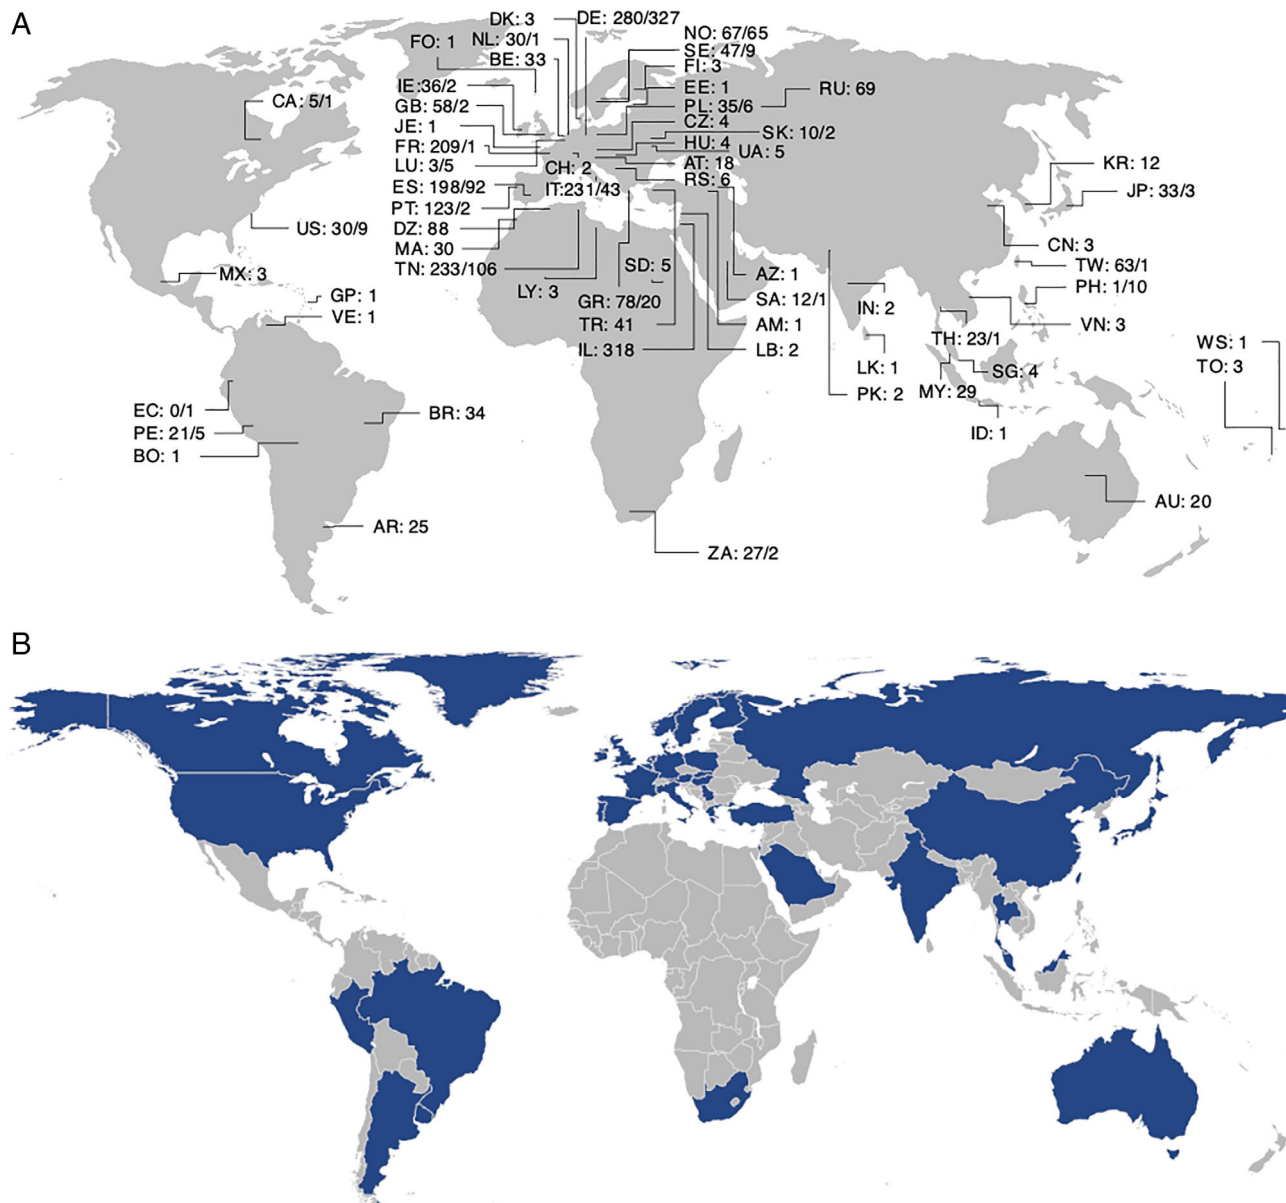 A
DK: 3
DE: 280/327
FO: 1
NL: 30/1
NO: 67/65
BE: 33
SE: 47/9
FI: 3
IE: 36/2
EE: 1
RU: 69
CA: 5/1
GB: 58/2
PL: 35/6
JE: 1
CZ: 4
SK: 10/2
FR: 209/1
HU: 4
UA: 5
LU: 3/5
CH: 2
AT: 18
KR: 12
ES: 198/92
IT:231/43
RS: 6
JP: 33/3
PT: 123/2
US: 30/9
DZ: 88
MA: 30
CN: 3
TN: 233/106
SD: 5
TW: 63/1
MX: 3
AZ: 1
PH: 1/10
GP: 1
LY: 3
GR: 78/20
SA: 12/1
IN: 2
VE: 1
TR: 41
AM: 1
VN: 3
IL: 318
LB: 2
TH: 23/1
WS: 1
LK: 1
SG: 4
TO: 3
PK: 2
MY: 29
EC: 0/1
BR: 34
PE: 21/5
ID: 1
BO: 1
AU: 20
AR: 25
ZA: 27/2
B